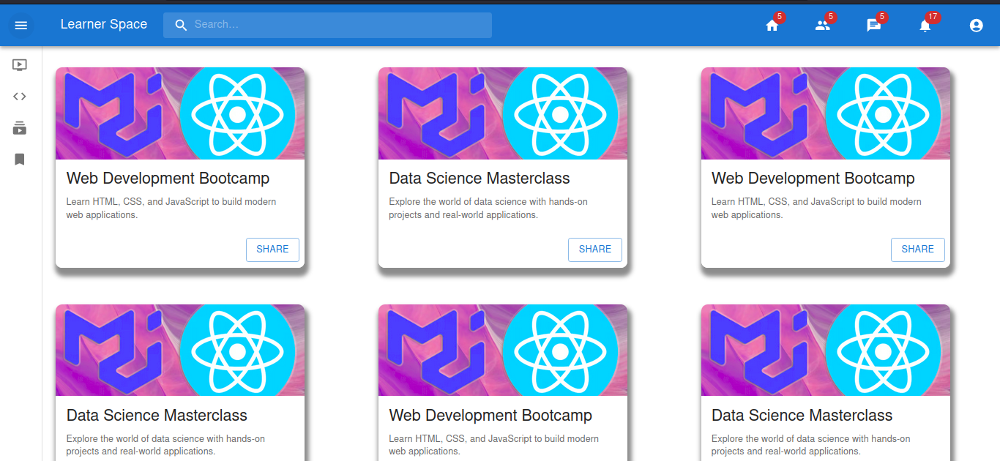 Learner Space
Search…
5
5
5
17
Web Development Bootcamp
Learn HTML, CSS, and JavaScript to build modern
web applications.
SHARE
Data Science Masterclass
Explore the world of data science with hands-on
projects and real-world applications.
SHARE
Web Development Bootcamp
Learn HTML, CSS, and JavaScript to build modern
web applications.
SHARE
Data Science Masterclass
Explore the world of data science with hands-on
projects and real-world applications.
Web Development Bootcamp
Learn HTML, CSS, and JavaScript to build modern
web applications.
Data Science Masterclass
Explore the world of data science with hands-on
projects and real-world applications.